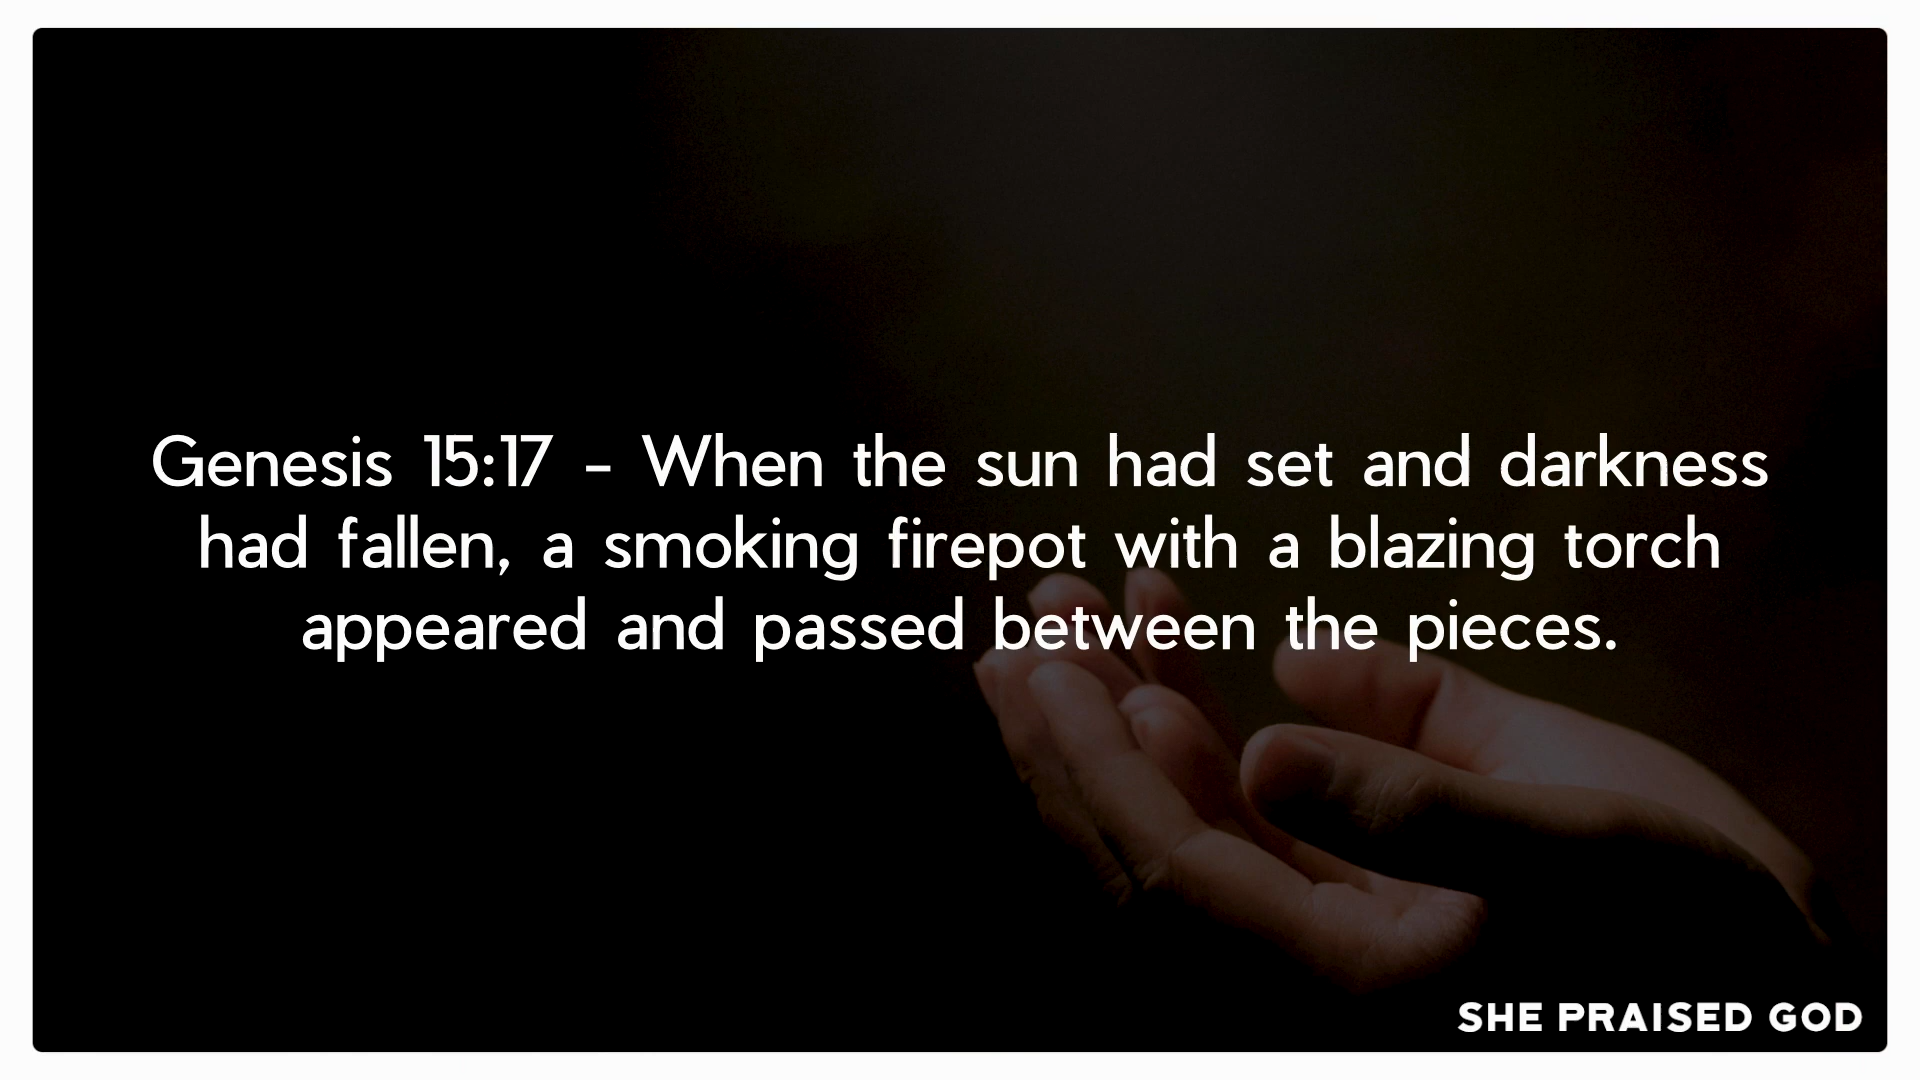 Genesis 15:17 - When the sun had set and darkness
had fallen, a smoking firepot with a blazing torch
appeared and passed between the pieces.
SHE PRAISED GOD